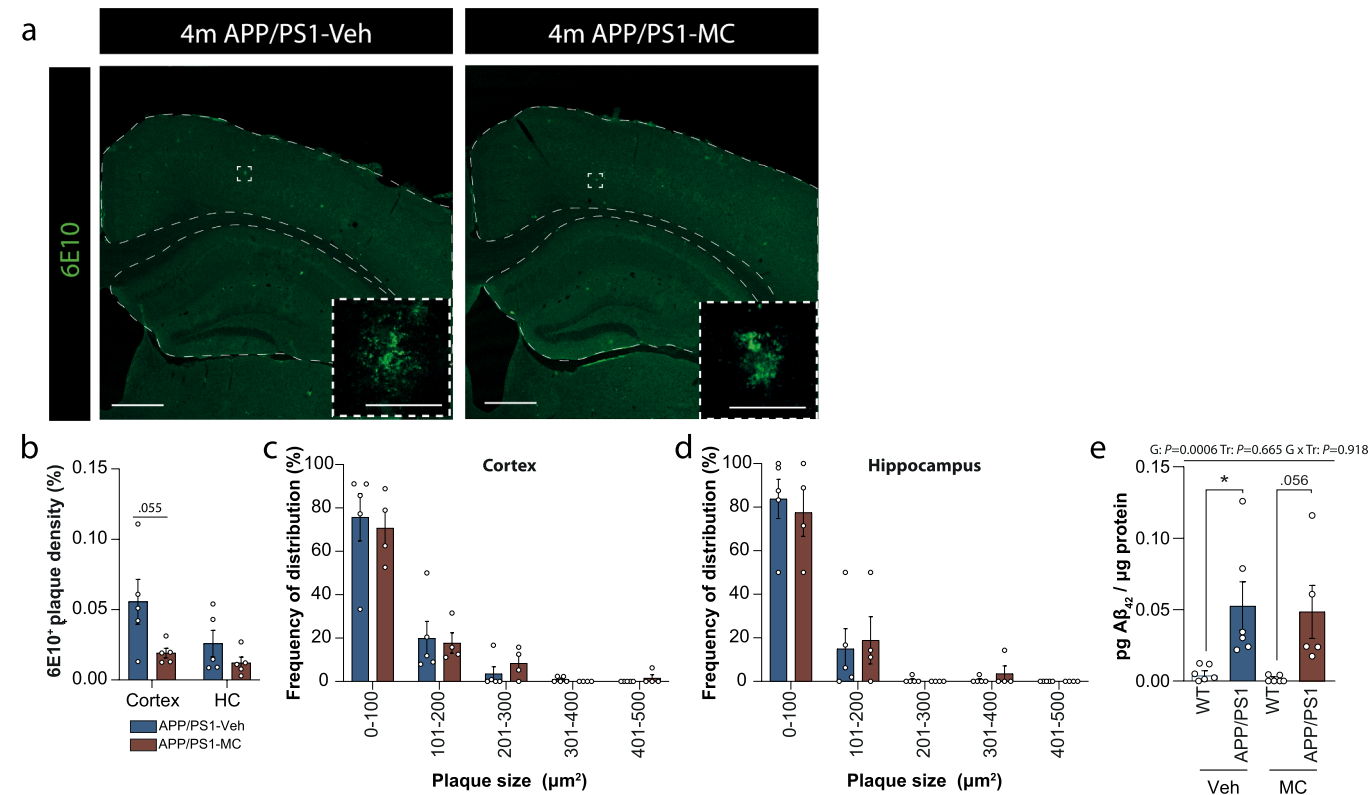 a
4m APP/PS1-Veh
4m APP/PS1-MC
6E10
b
6E10⁺ plaque density (%)
0.15
0.10
0.05
0.00
.055
Cortex
HC
APP/PS1-Veh
APP/PS1-MC
c
Cortex
Frequency of distribution (%)
100
80
60
40
20
0
0-100
101-200
201-300
301-400
401-500
Plaque size (µm²)
d
Hippocampus
Frequency of distribution (%)
100
80
60
40
20
0
0-100
101-200
201-300
301-400
401-500
Plaque size (µm²)
e
G: P=0.0006 Tr: P=0.665 G x Tr: P=0.918
pg Aβ₄₂ / µg protein
0.15
0.10
0.05
0.00
*
.056
WT
APP/PS1
WT
APP/PS1
Veh
MC